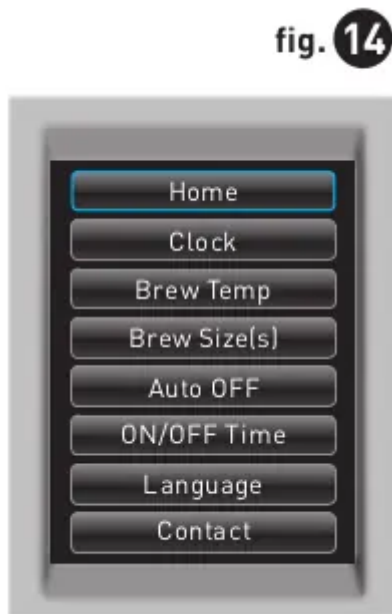 fig. 14
Home
Clock
Brew Temp
Brew Size(s)
Auto OFF
ON/OFF Time
Language
Contact